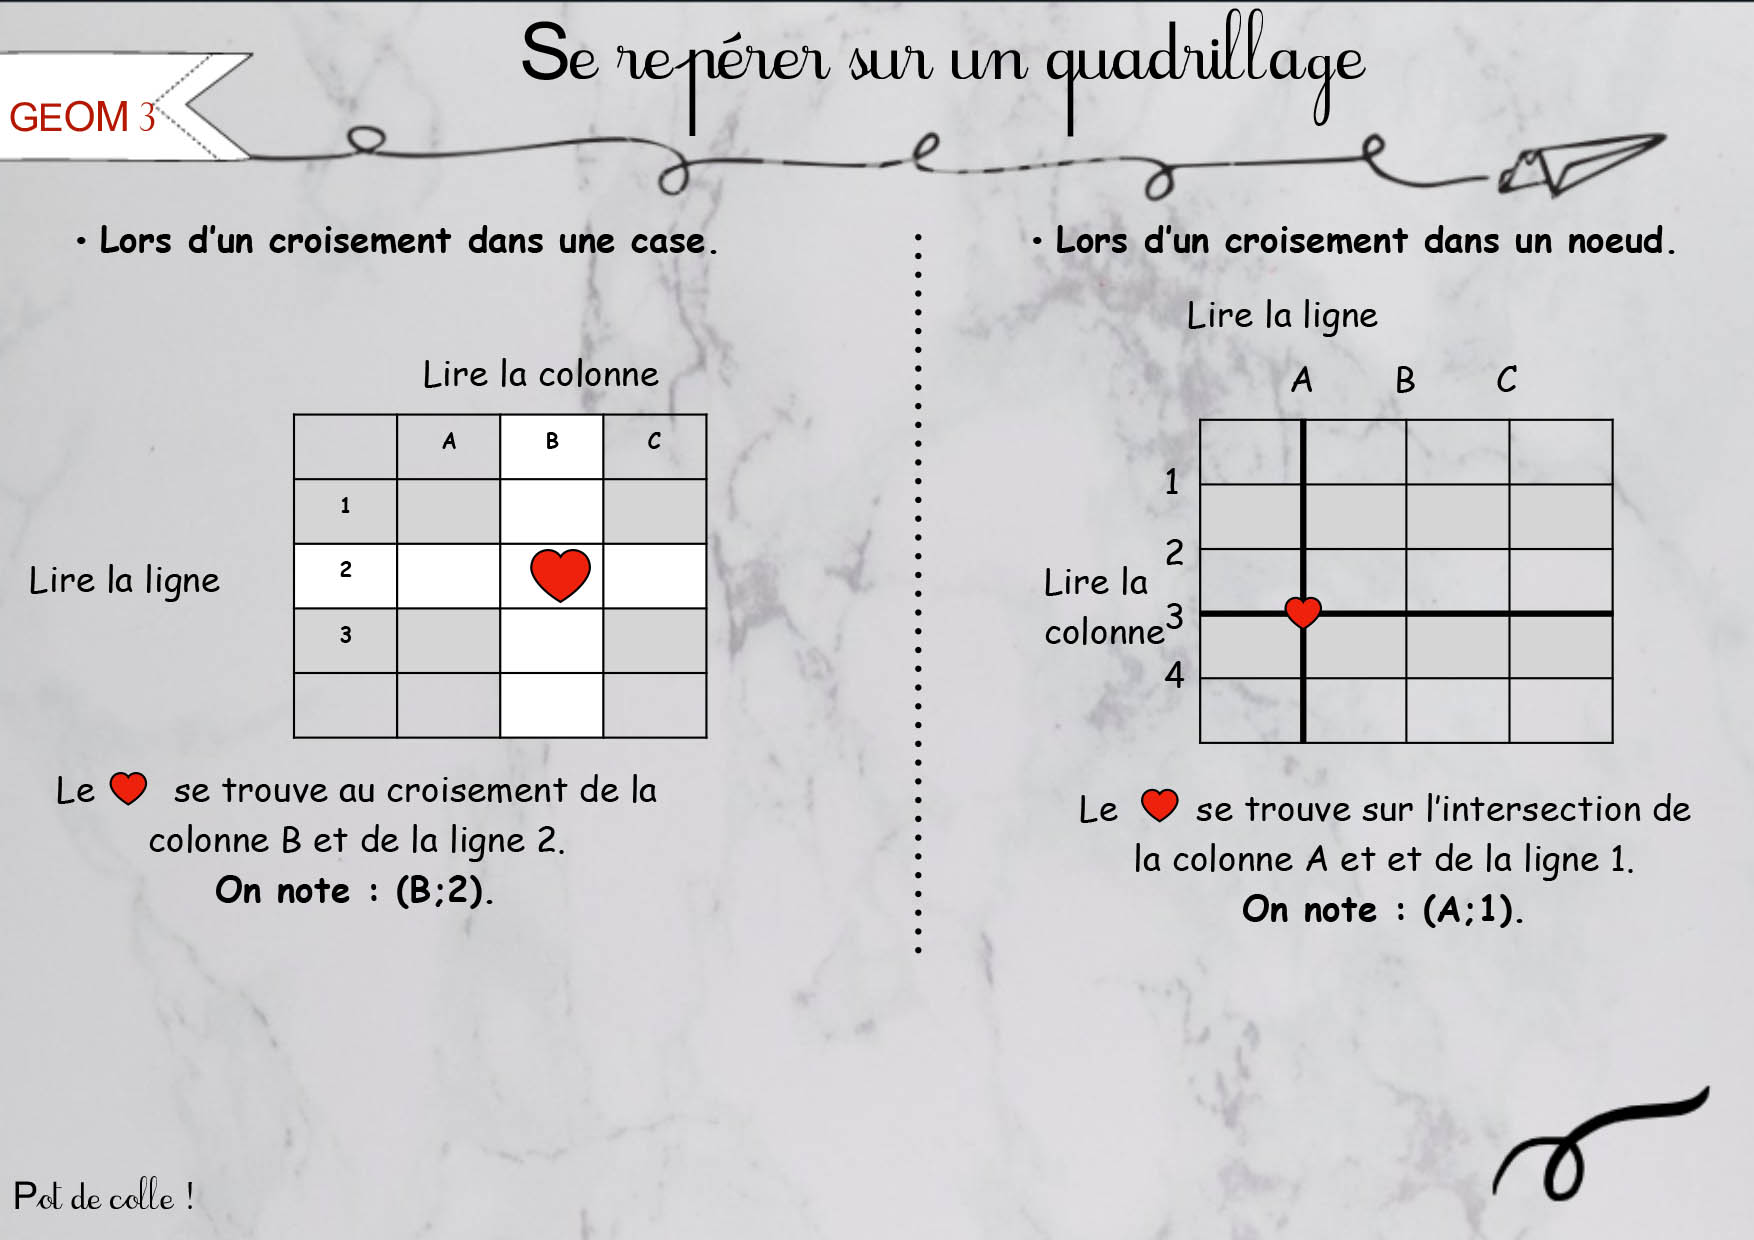 Se repérer sur un quadrillage
GEOM 3
• Lors d'un croisement dans une case.
Lire la colonne
A B C
1
Lire la ligne
2
3
Le se trouve au croisement de la
colonne B et de la ligne 2.
On note : (B;2).
• Lors d'un croisement dans un noeud.
Lire la ligne
A B C
1
2
Lire la
colonne
3
4
Le se trouve sur l'intersection de
la colonne A et et de la ligne 1.
On note : (A;1).
Pot de colle !